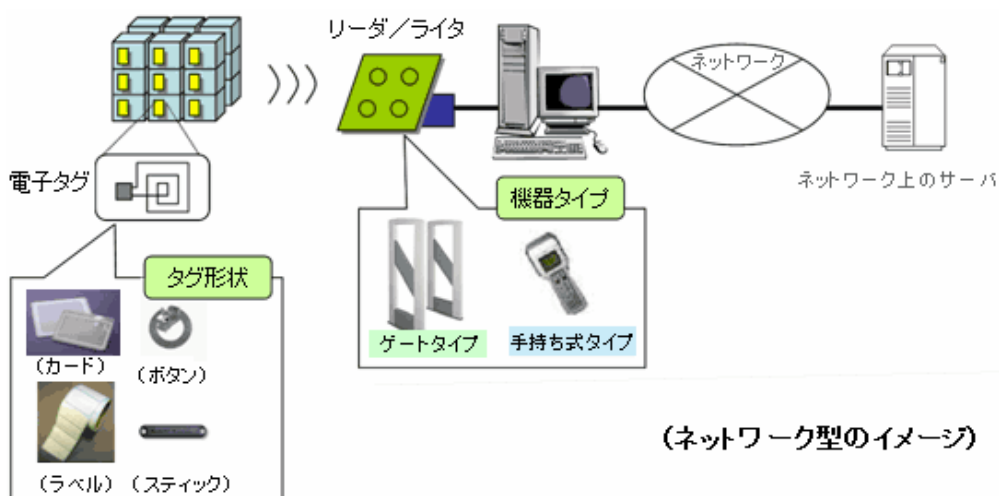 リーダ／ライタ
ネットワーク
電子タグ
ネットワーク上のサーバ
機器タイプ
タグ形状
ゲートタイプ
手持ち式タイプ
（カード）
（ボタン）
（ネットワーク型のイメージ）
（ラベル）
（スティック）